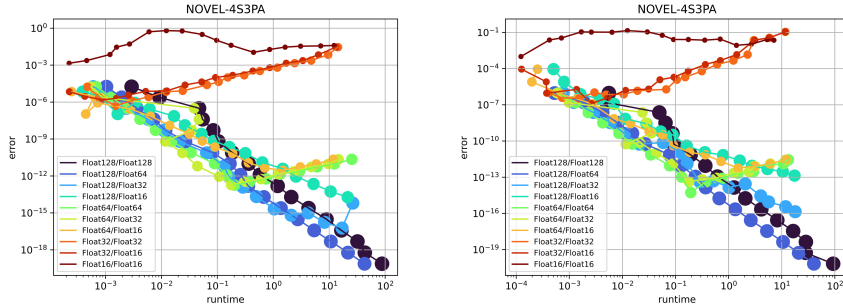 NOVEL-4S3PA
10^0
10^-3
10^-6
10^-9
10^-12
10^-15
10^-18
error
Float128/Float128
Float128/Float64
Float128/Float32
Float128/Float16
Float64/Float64
Float64/Float32
Float64/Float16
Float32/Float32
Float32/Float16
Float16/Float16
10^-3 10^-2 10^-1 10^0 10^1 10^2
runtime
NOVEL-4S3PA
10^-1
10^-4
10^-7
10^-10
10^-13
10^-16
10^-19
error
Float128/Float128
Float128/Float64
Float128/Float32
Float128/Float16
Float64/Float64
Float64/Float32
Float64/Float16
Float32/Float32
Float32/Float16
Float16/Float16
10^-4 10^-3 10^-2 10^-1 10^0 10^1 10^2
runtime